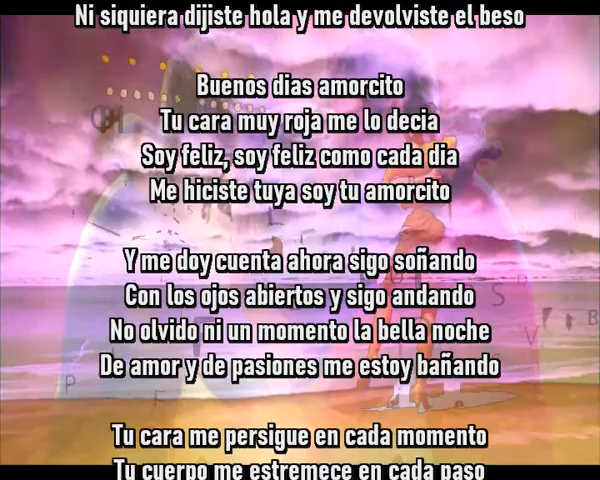 Ni siquiera dijiste hola y me devolviste el beso
Buenos dias amorcito
Tu cara muy roja me lo decia
Soy feliz, soy feliz como cada dia
Me hiciste tuya soy tu amorcito
Y me doy cuenta ahora sigo soñando
Con los ojos abiertos y sigo andando
No olvido ni un momento la bella noche
De amor y de pasiones me estoy bañando
Tu cara me persigue en cada momento
Tu cuerpo me estremece en cada paso